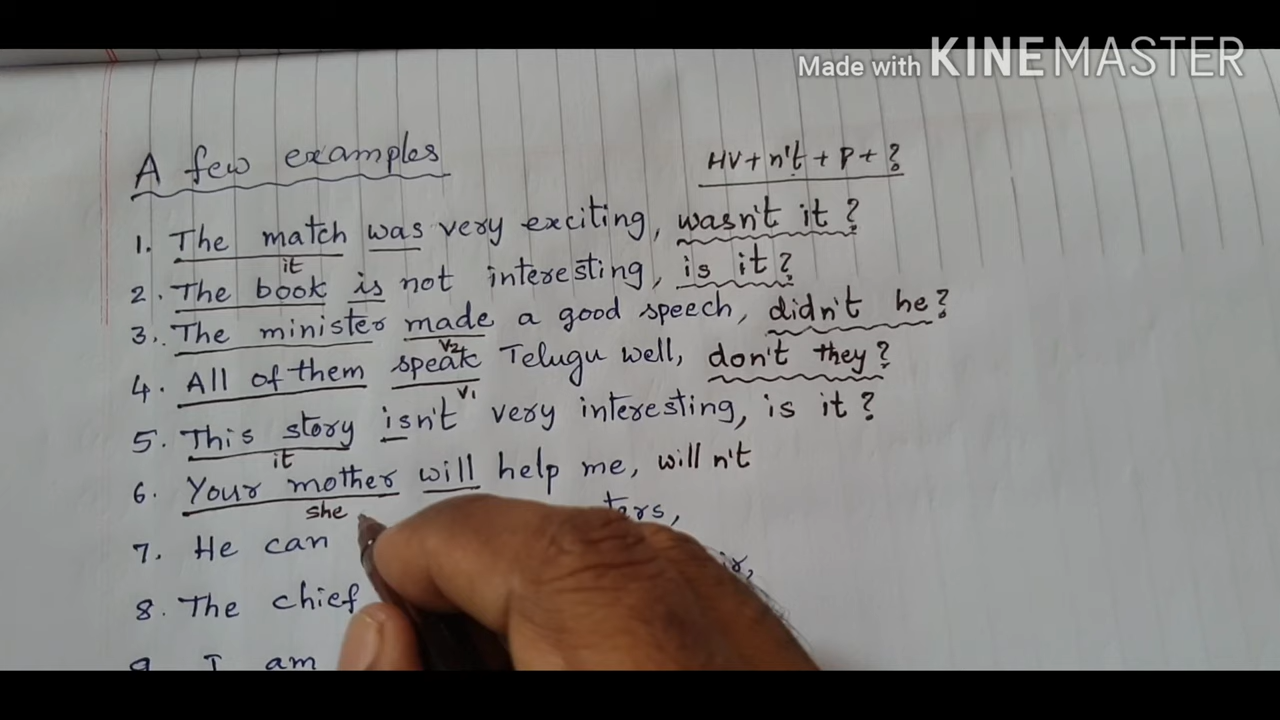 Made with KINEMASTER
A few examples
HV + n't + P + ?
1. The match was very exciting, wasn't it?
it
2. The book is not interesting, is it?
3. The minister made a good speech, didn't he?
V2
4. All of them speak Telugu well, don't they?
V1
5. This story isn't very interesting, is it?
it
6. Your mother will help me, will n't
she
7. He can
8. The chief
9. I am